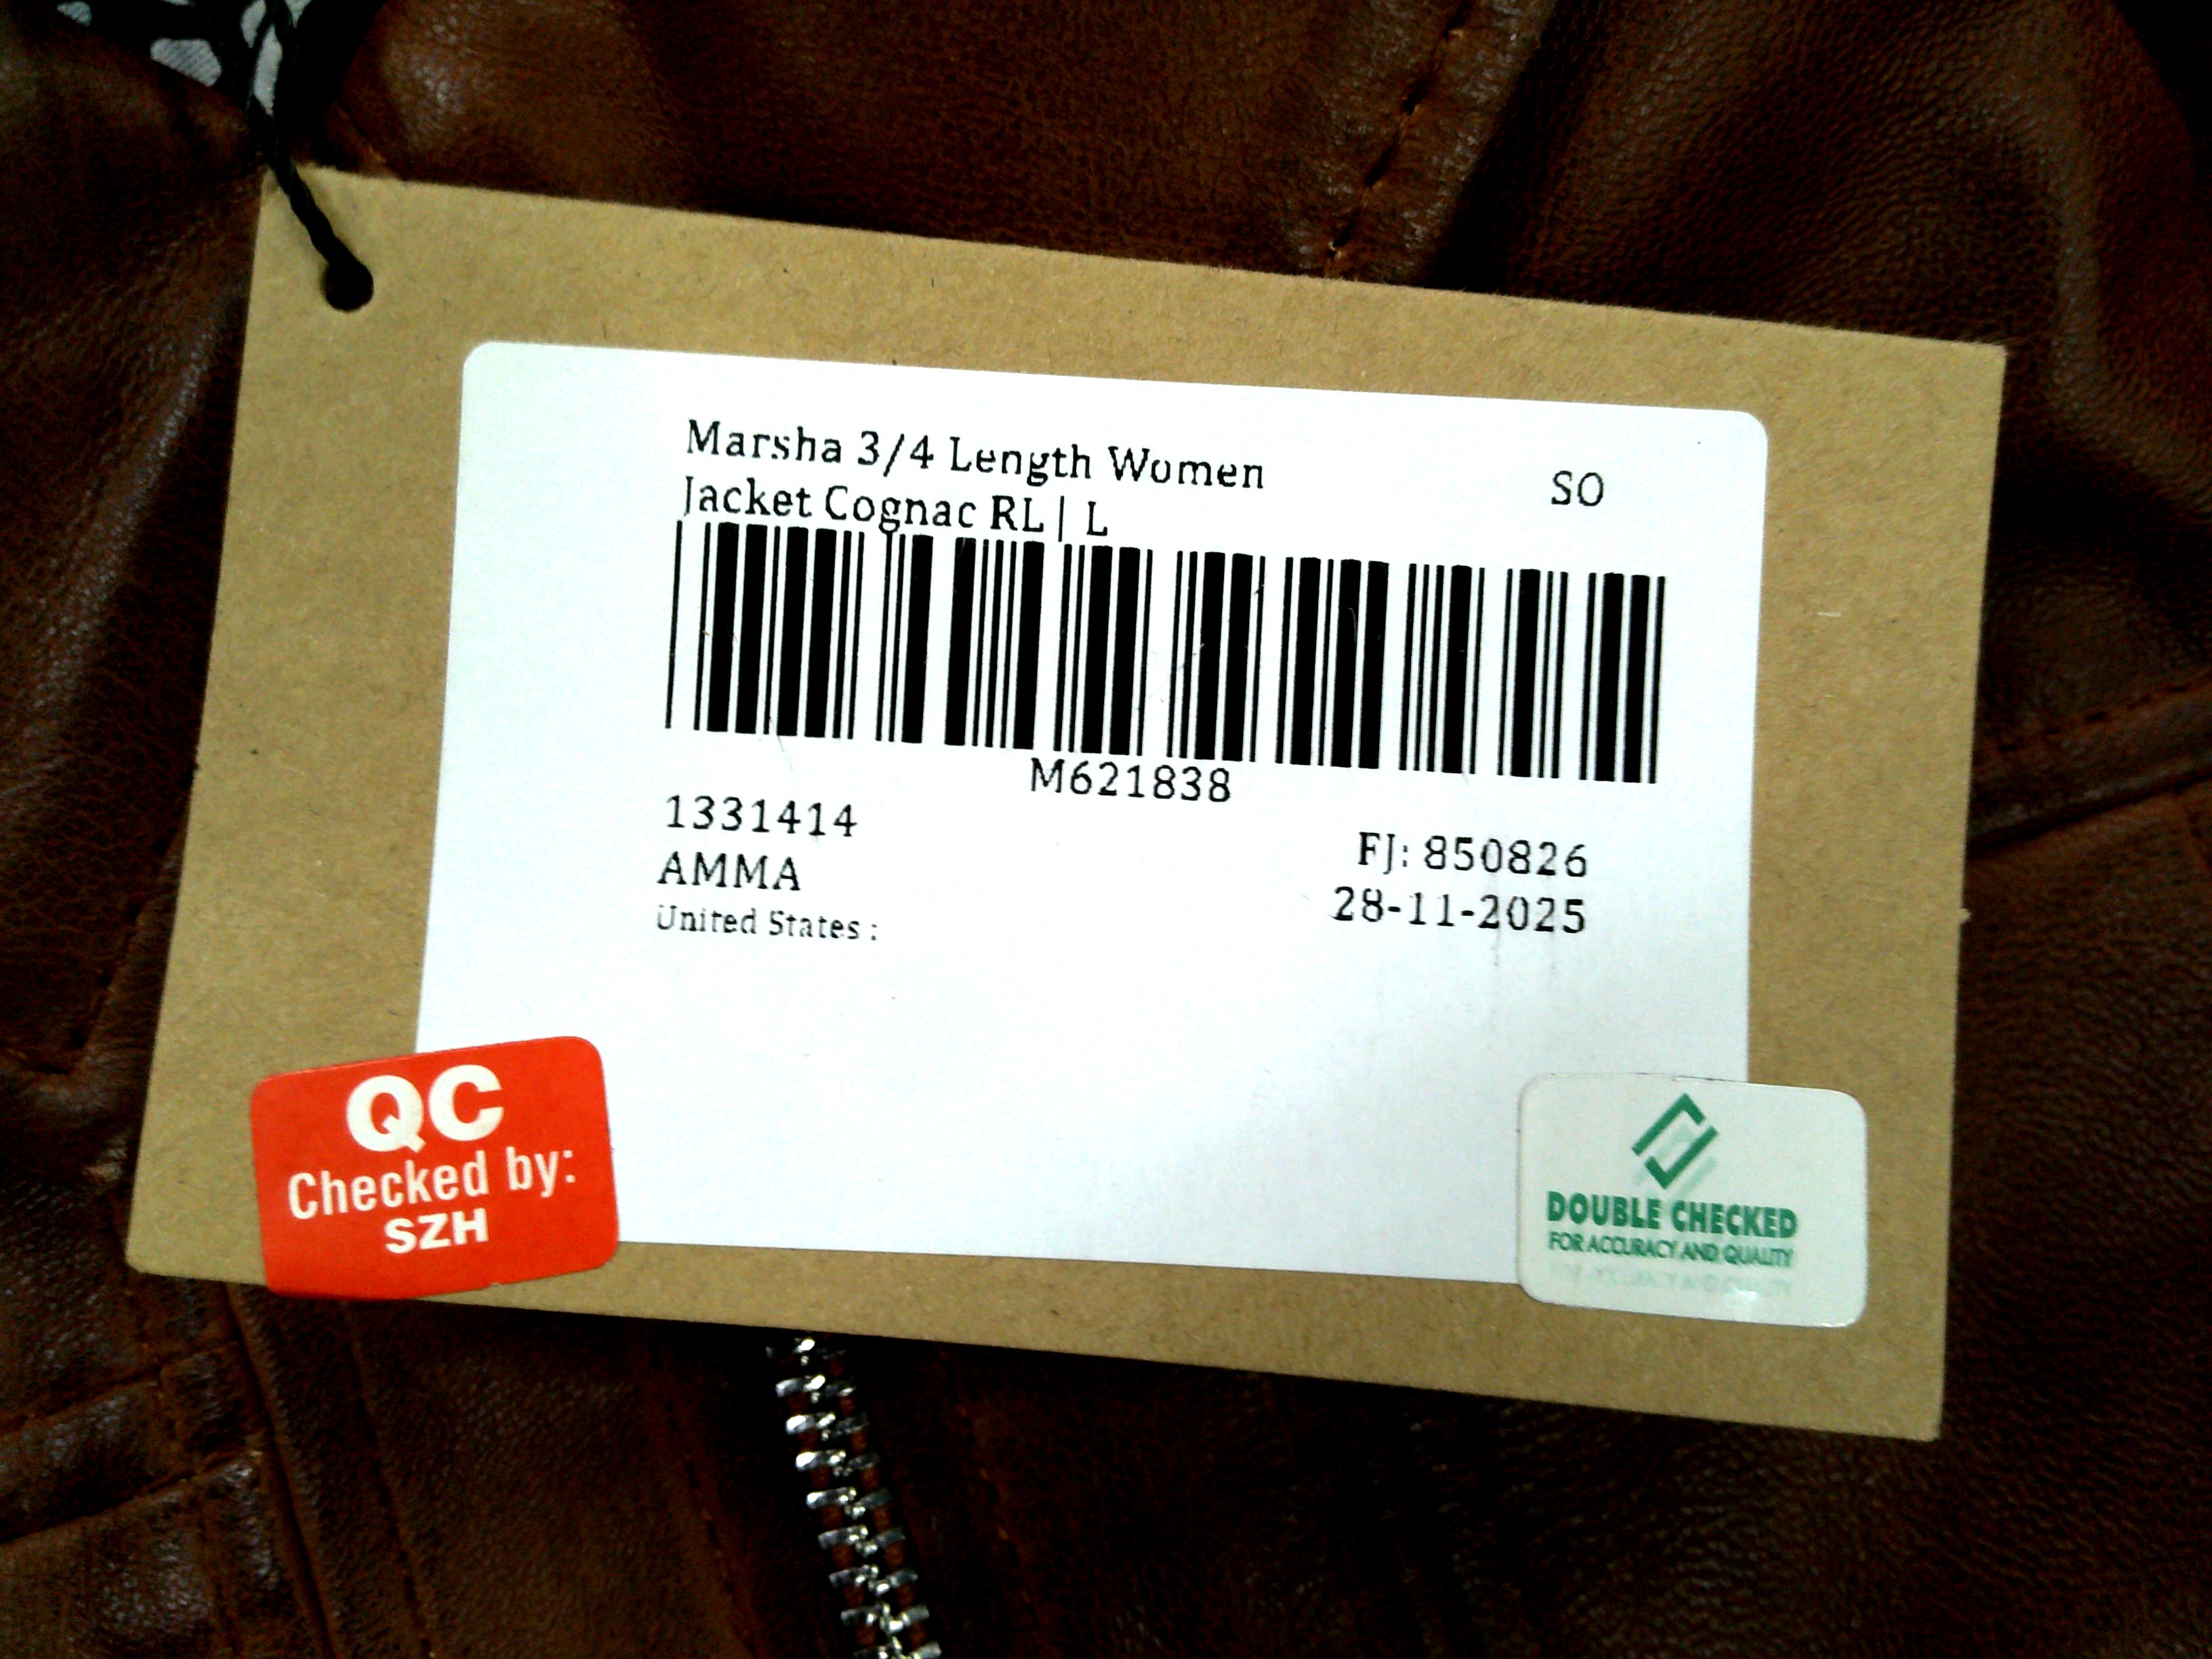 Marsha 3/4 Length Women
Jacket Cognac RL | L
SO
M621838
1331414
AMMA
United States :
FJ: 850826
28-11-2025
QC
Checked by:
SZH
DOUBLE CHECKED
FOR ACCURACY AND QUALITY